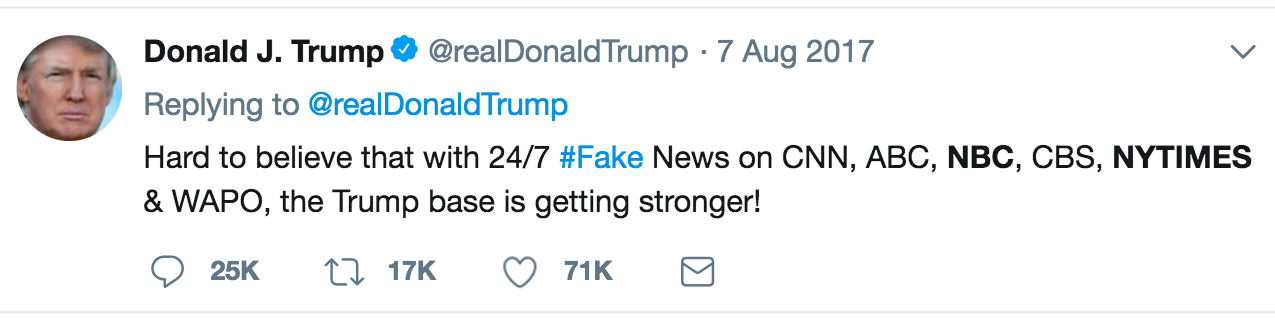 Donald J. Trump @realDonaldTrump · 7 Aug 2017
Replying to @realDonaldTrump
Hard to believe that with 24/7 #Fake News on CNN, ABC, NBC, CBS, NYTIMES
& WAPO, the Trump base is getting stronger!
25K 17K 71K